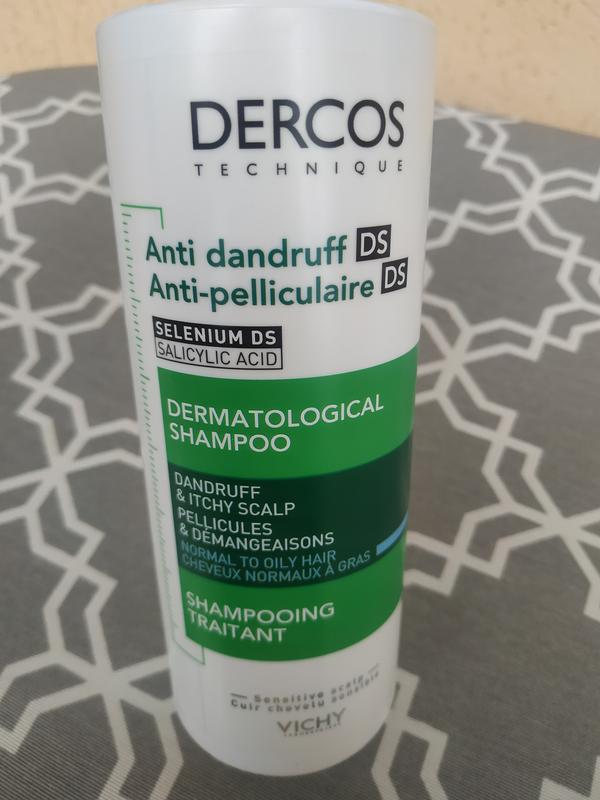 DERCOS
TECHNIQUE
Anti dandruff DS
Anti-pelliculaire DS
SELENIUM DS
SALICYLIC ACID
DERMATOLOGICAL
SHAMPOO
DANDRUFF
& ITCHY SCALP
PELLICULES
& DÉMANGEAISONS
NORMAL TO OILY HAIR
CHEVEUX NORMAUX À GRAS
SHAMPOOING
TRAITANT
— Sensitive scalp —
Cuir chevelu sensible
VICHY
LABORATOIRES